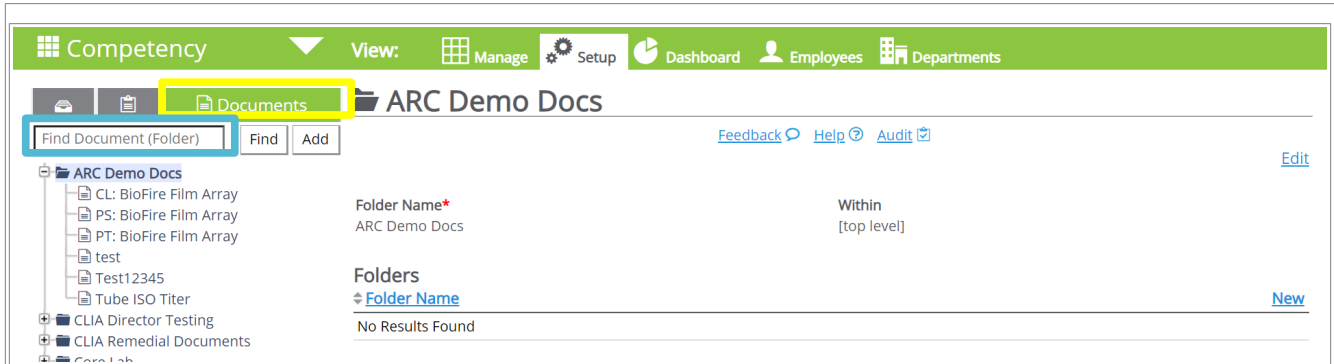 Competency View: Manage Setup Dashboard Employees Departments
Documents
ARC Demo Docs
Find Document (Folder) Find Add
Feedback Help Audit
Edit
ARC Demo Docs
CL: BioFire Film Array
PS: BioFire Film Array
PT: BioFire Film Array
test
Test12345
Tube ISO Titer
CLIA Director Testing
CLIA Remedial Documents
Core Lab
Folder Name* Within
ARC Demo Docs [top level]
Folders
Folder Name New
No Results Found